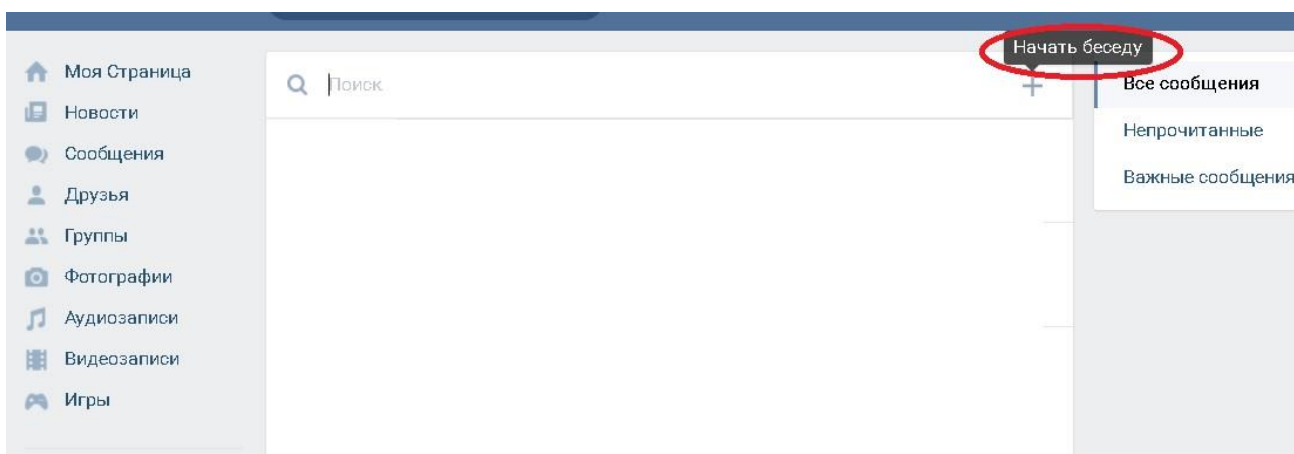 Моя Страница
Новости
Сообщения
Друзья
Группы
Фотографии
Аудиозаписи
Видеозаписи
Игры
Поиск
Начать беседу
Все сообщения
Непрочитанные
Важные сообщения